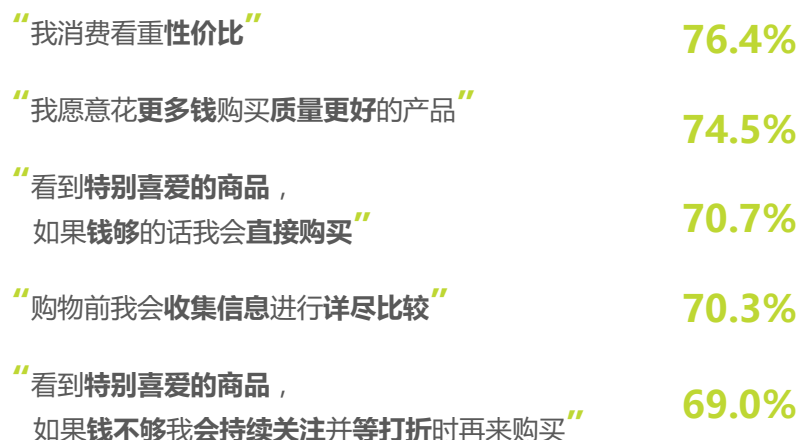 “我消费看重性价比” 76.4%
“我愿意花更多钱购买质量更好的产品” 74.5%
“看到特别喜爱的商品，
如果钱够的话我会直接购买” 70.7%
“购物前我会收集信息进行详尽比较” 70.3%
“看到特别喜爱的商品，
如果钱不够我会持续关注并等打折时再来购买” 69.0%